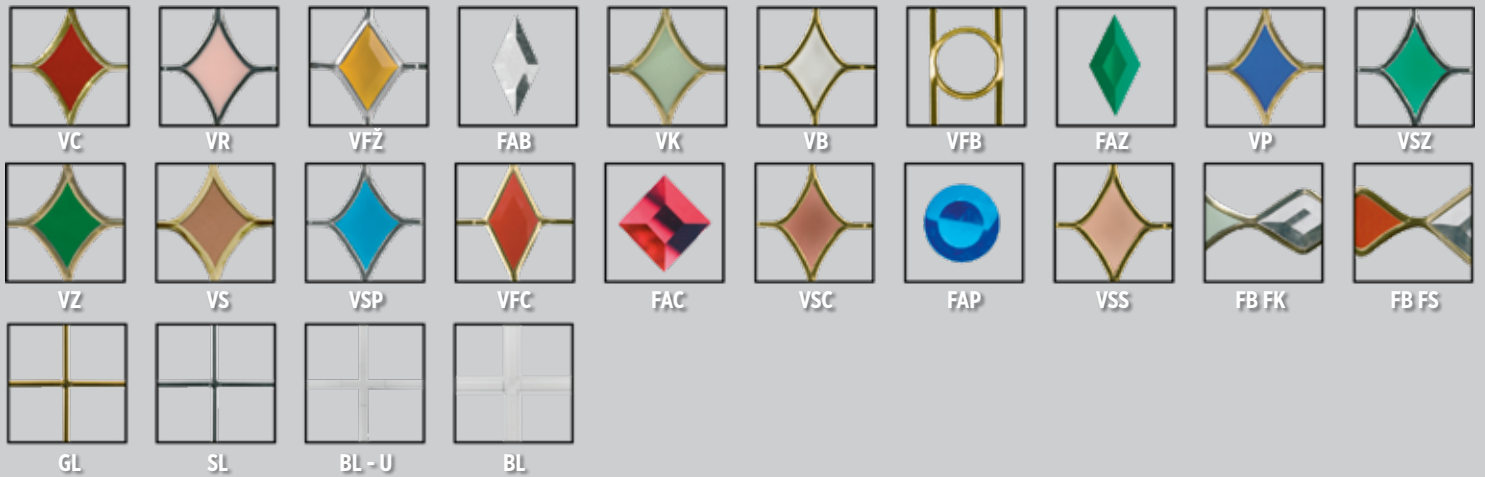 VC VR VFŽ FAB VK VB VFB FAZ VP VSZ
VZ VS VSP VFC FAC VSC FAP VSS FB FK FB FS
GL SL BL - U BL